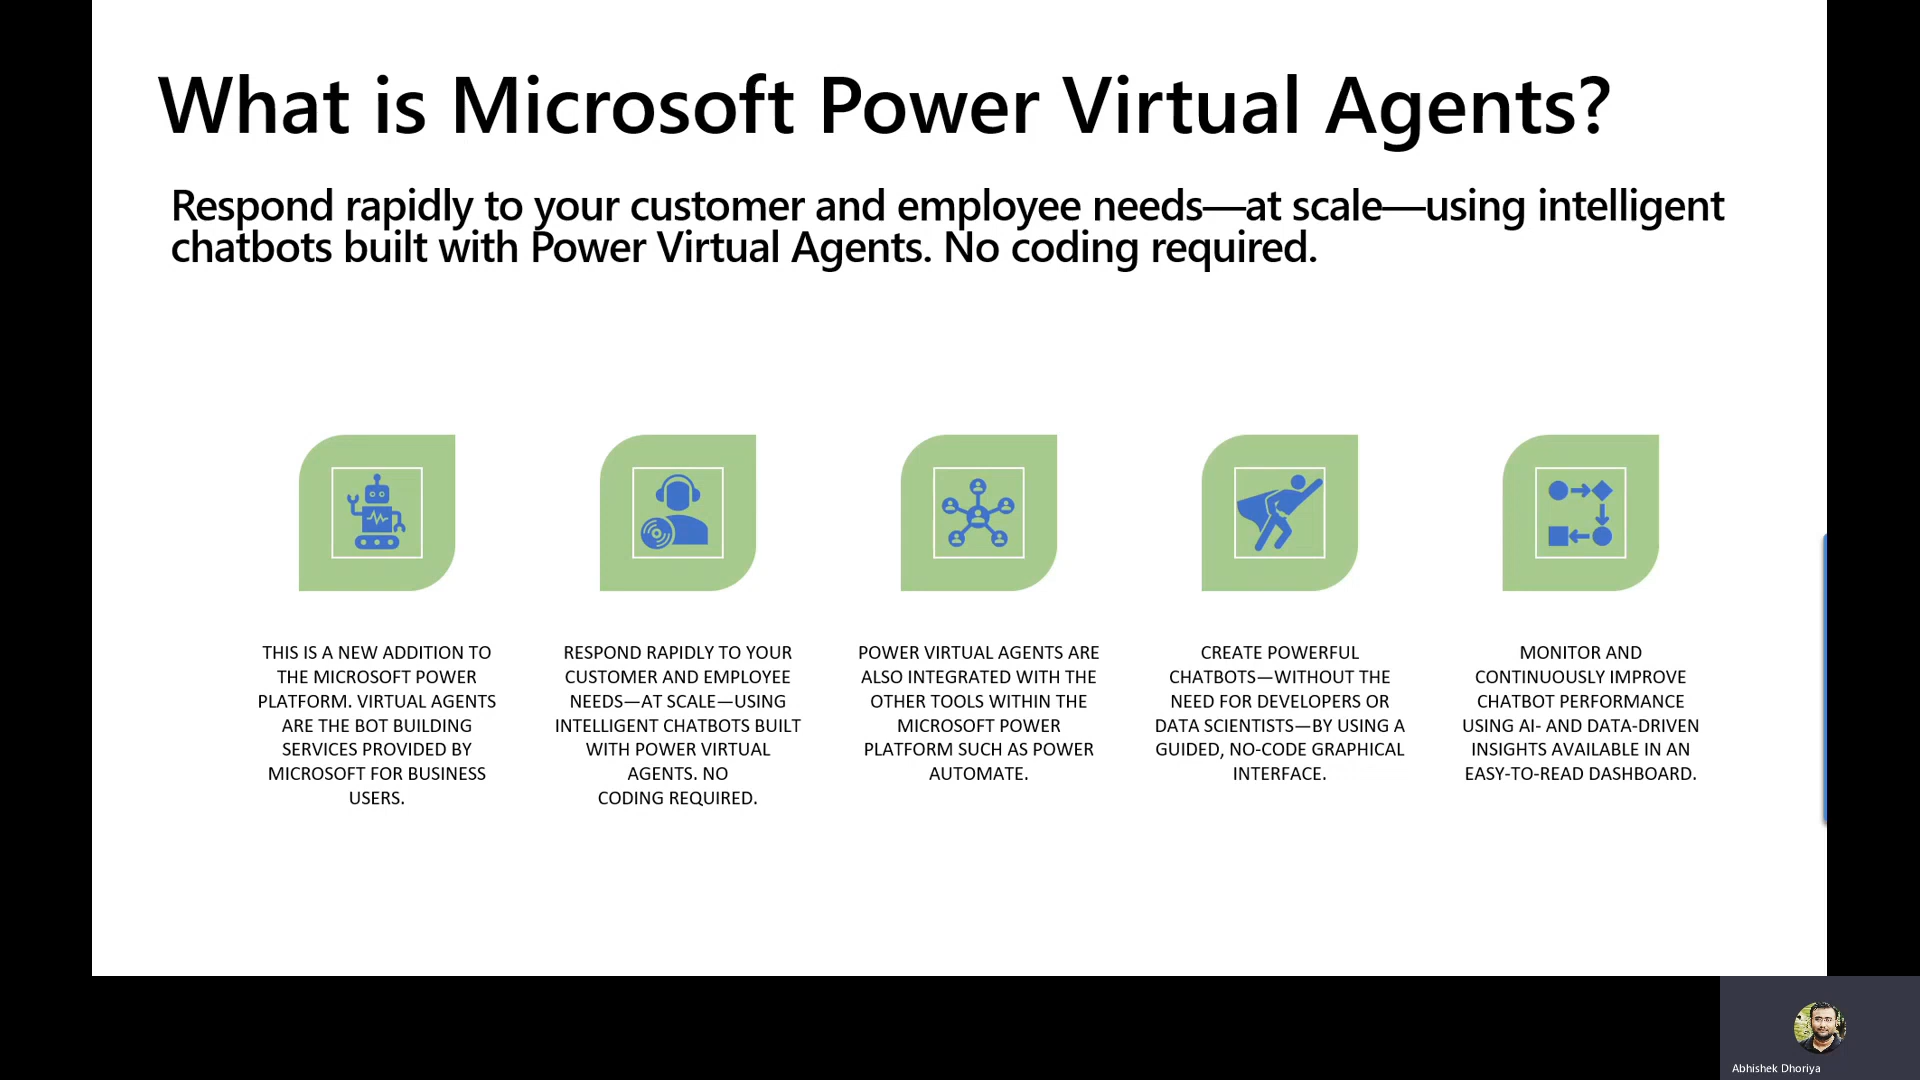 What is Microsoft Power Virtual Agents?
Respond rapidly to your customer and employee needs—at scale—using intelligent
chatbots built with Power Virtual Agents. No coding required.
THIS IS A NEW ADDITION TO
THE MICROSOFT POWER
PLATFORM. VIRTUAL AGENTS
ARE THE BOT BUILDING
SERVICES PROVIDED BY
MICROSOFT FOR BUSINESS
USERS.
RESPOND RAPIDLY TO YOUR
CUSTOMER AND EMPLOYEE
NEEDS—AT SCALE—USING
INTELLIGENT CHATBOTS BUILT
WITH POWER VIRTUAL
AGENTS. NO
CODING REQUIRED.
POWER VIRTUAL AGENTS ARE
ALSO INTEGRATED WITH THE
OTHER TOOLS WITHIN THE
MICROSOFT POWER
PLATFORM SUCH AS POWER
AUTOMATE.
CREATE POWERFUL
CHATBOTS—WITHOUT THE
NEED FOR DEVELOPERS OR
DATA SCIENTISTS—BY USING A
GUIDED, NO-CODE GRAPHICAL
INTERFACE.
MONITOR AND
CONTINUOUSLY IMPROVE
CHATBOT PERFORMANCE
USING AI- AND DATA-DRIVEN
INSIGHTS AVAILABLE IN AN
EASY-TO-READ DASHBOARD.
Abhishek Dhoriya